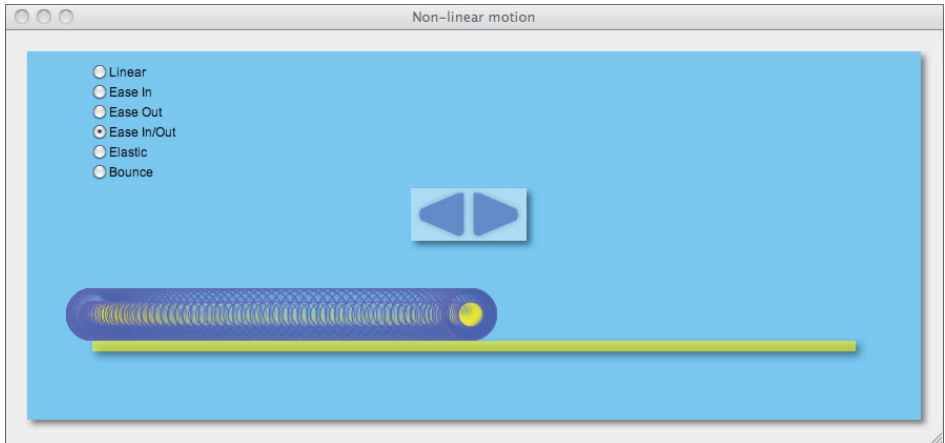 Non-linear motion
Linear
Ease In
Ease Out
Ease In/Out
Elastic
Bounce